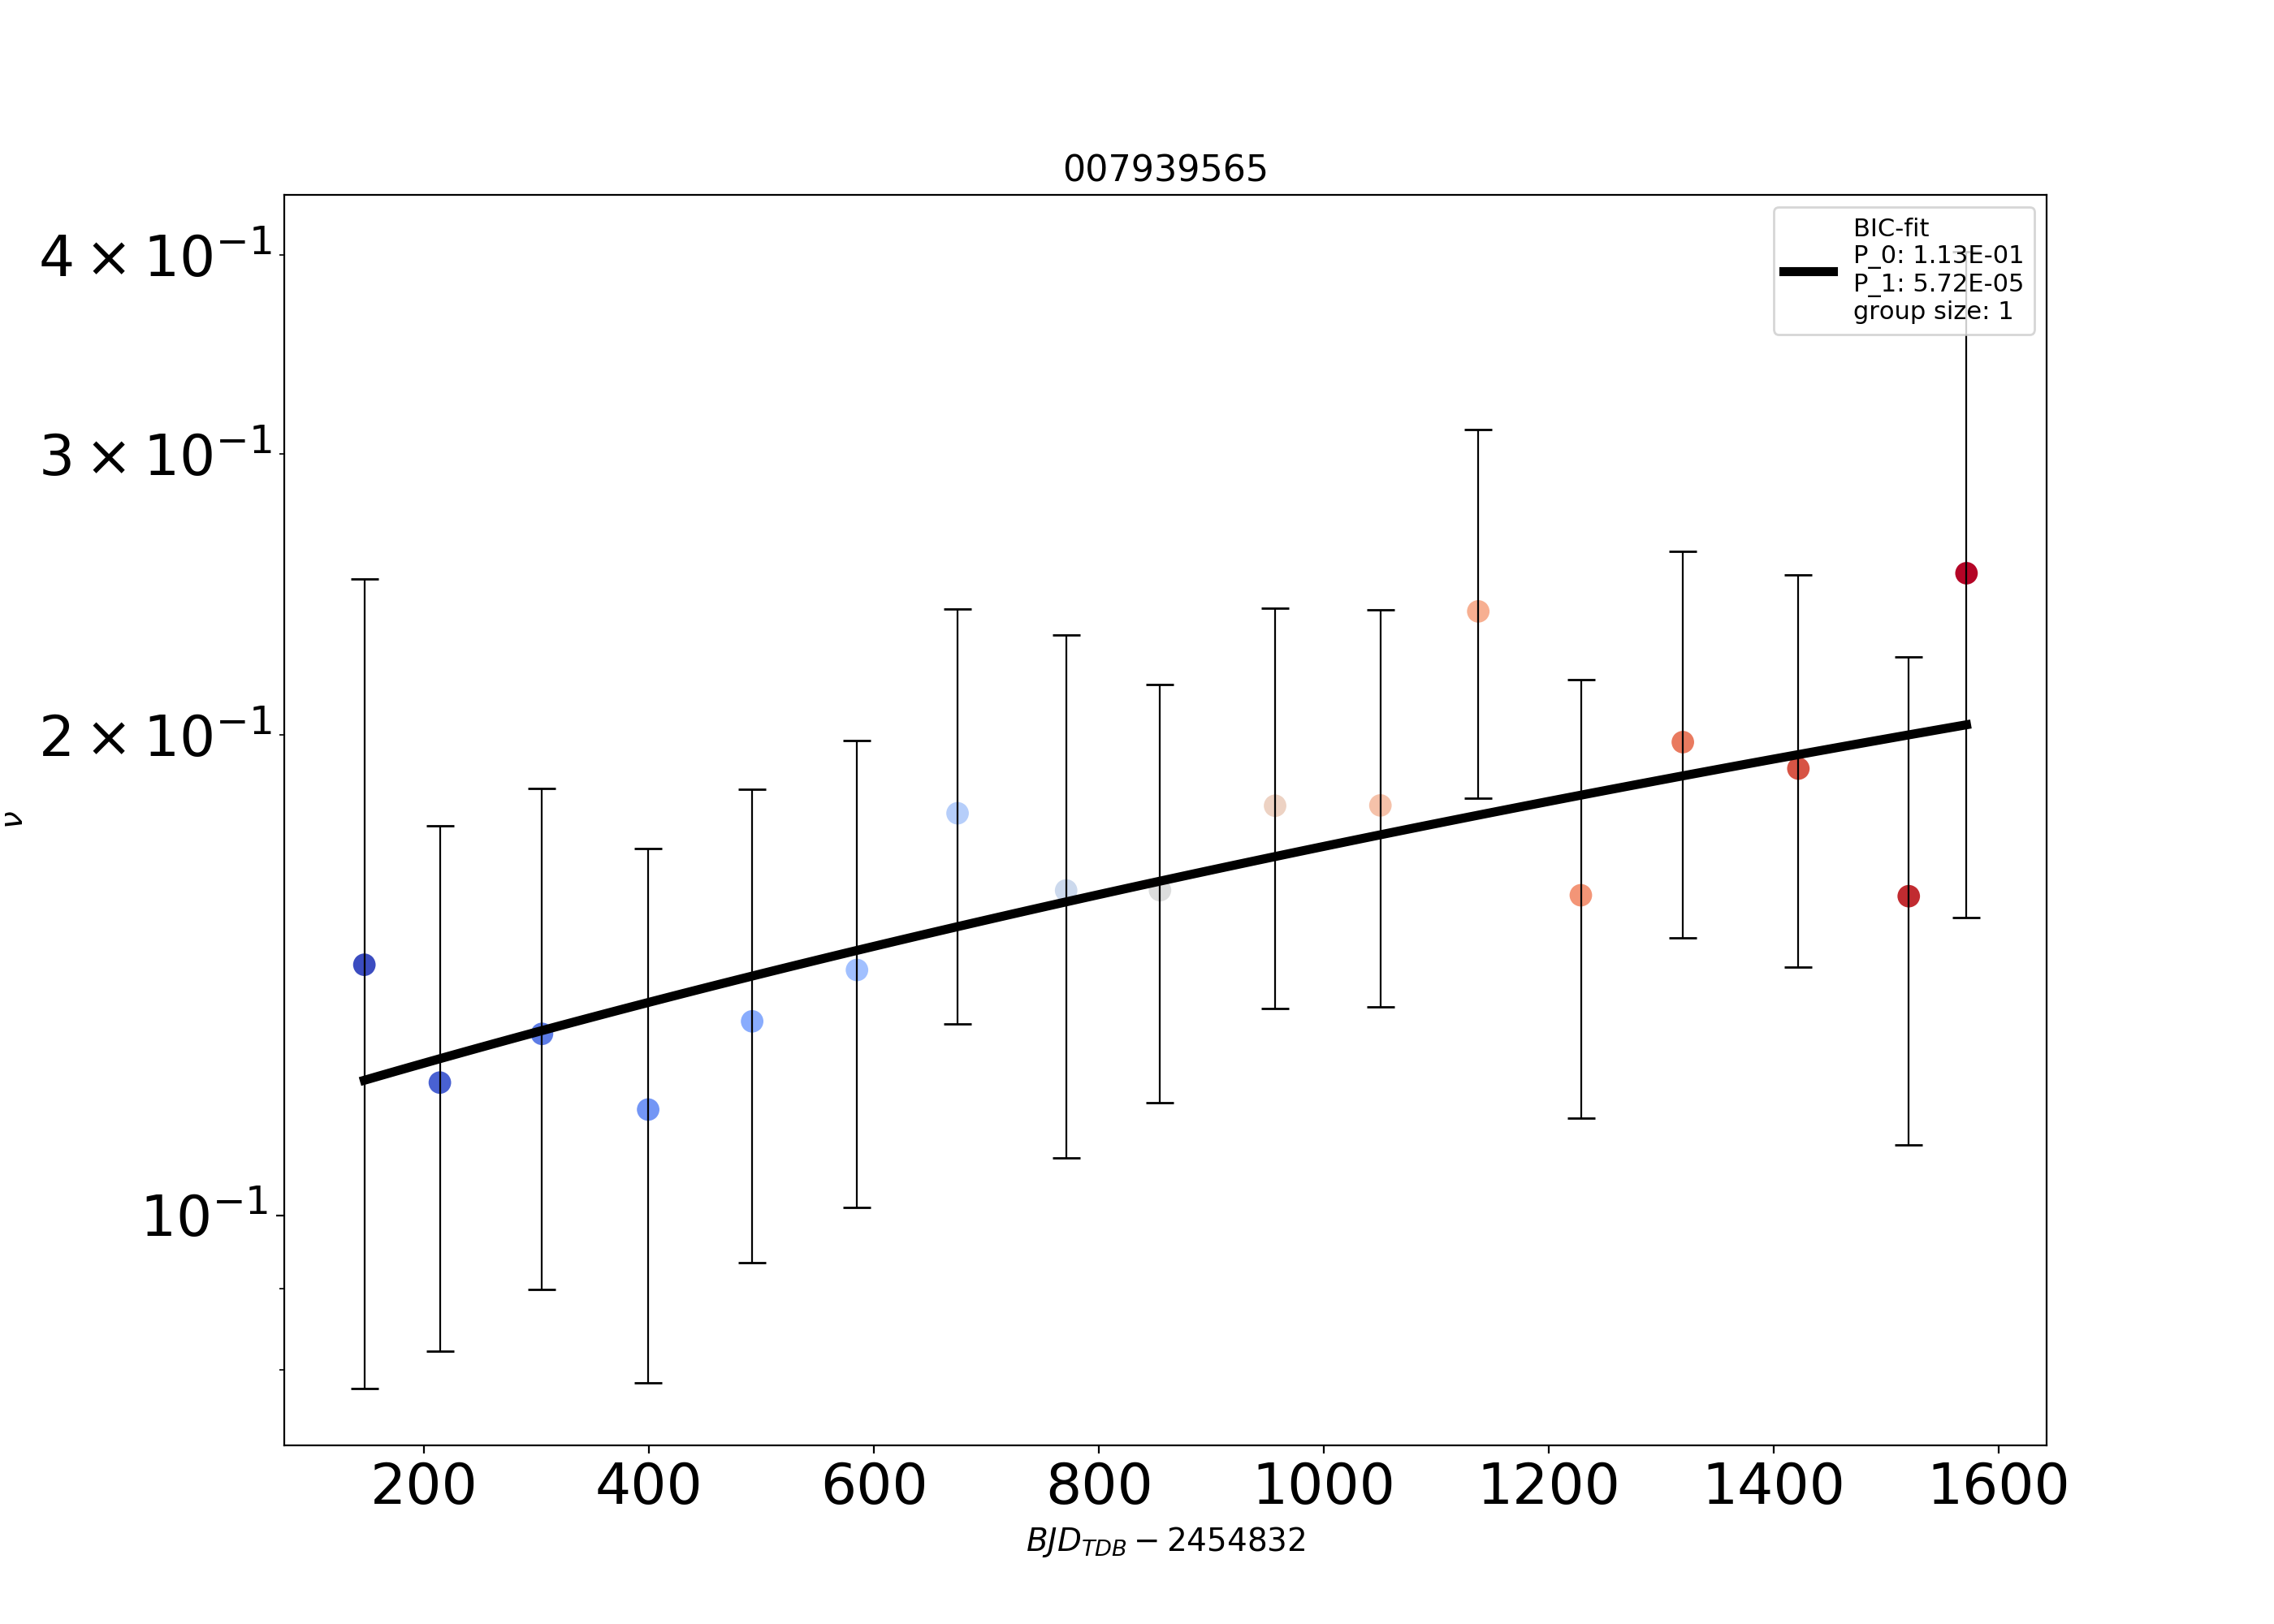 007939565
4 × 10⁻¹
3 × 10⁻¹
2 × 10⁻¹
10⁻¹
ν
BIC-fit
P_0: 1.13E-01
P_1: 5.72E-05
group size: 1
200 400 600 800 1000 1200 1400 1600
BJD_TDB − 2454832